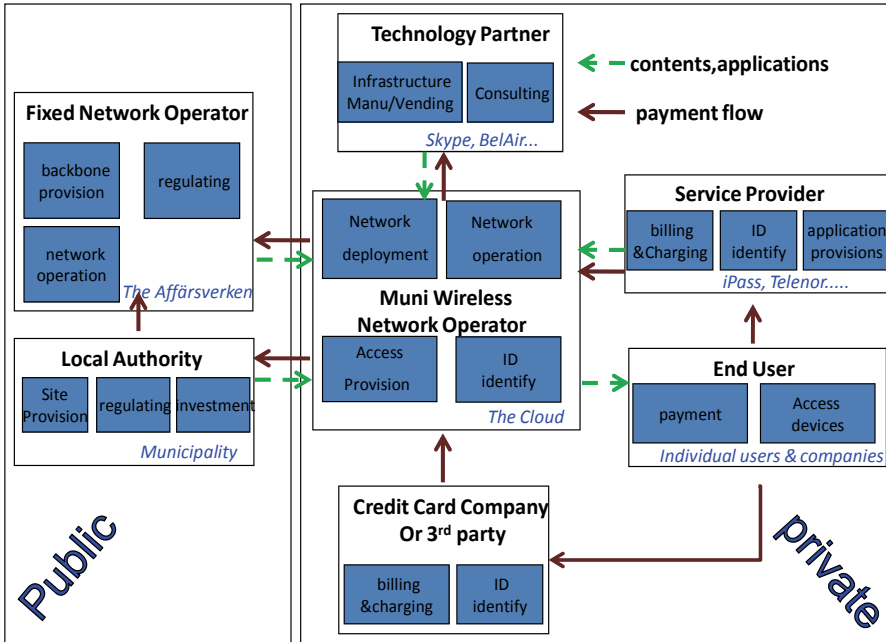 Technology Partner
Infrastructure
Manu/Vending
Consulting
Skype, BelAir...
contents,applications
payment flow
Fixed Network Operator
backbone
provision
regulating
network
operation
The Affärsverken
Network
deployment
Network
operation
Muni Wireless
Network Operator
Access
Provision
ID
identify
The Cloud
Service Provider
billing
&Charging
ID
identify
application
provisions
iPass, Telenor.....
Local Authority
Site
Provision
regulating
investment
Municipality
End User
payment
Access
devices
Individual users & companies
Credit Card Company
Or 3rd party
billing
&charging
ID
identify
Public
private